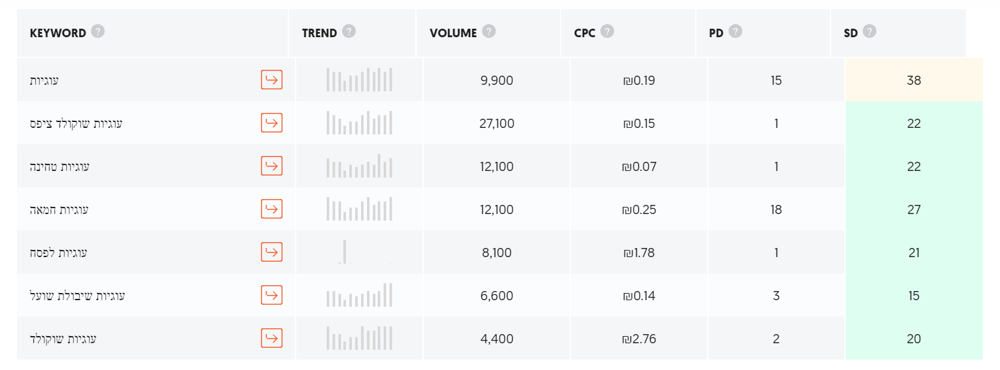 KEYWORD ? TREND ? VOLUME ? CPC ? PD ? SD ?
עוגיות 9,900 ₪0.19 15 38
עוגיות שוקולד ציפס 27,100 ₪0.15 1 22
עוגיות טחינה 12,100 ₪0.07 1 22
עוגיות חמאה 12,100 ₪0.25 18 27
עוגיות לפסח 8,100 ₪1.78 1 21
עוגיות שיבולת שועל 6,600 ₪0.14 3 15
עוגיות שוקולד 4,400 ₪2.76 2 20